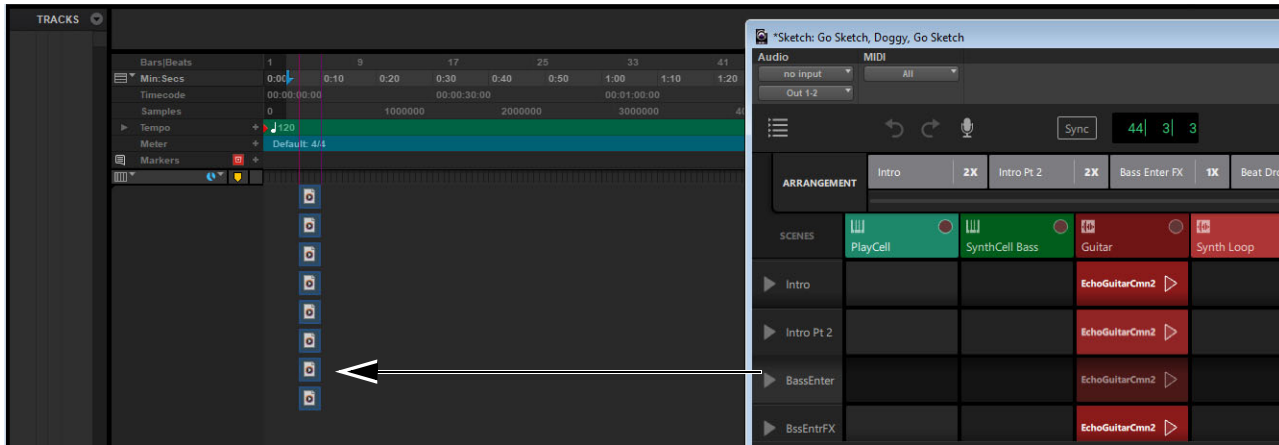 TRACKS
Bars|Beats 1 9 17 25 33 41
Min:Secs 0:00 0:10 0:20 0:30 0:40 0:50 1:00 1:10 1:20
Timecode 00:00:00:00 00:00:30:00 00:01:00:00
Samples 0 1000000 2000000 3000000 40
Tempo 120
Meter Default: 4/4
Markers
*Sketch: Go Sketch, Doggy, Go Sketch
Audio MIDI
no input All
Out 1-2
Sync 44| 3| 3
ARRANGEMENT Intro 2X Intro Pt 2 2X Bass Enter FX 1X Beat Dro
SCENES PlayCell SynthCell Bass Guitar Synth Loop
Intro EchoGuitarCmn2
Intro Pt 2 EchoGuitarCmn2
BassEnter EchoGuitarCmn2
BssEntrFX EchoGuitarCmn2